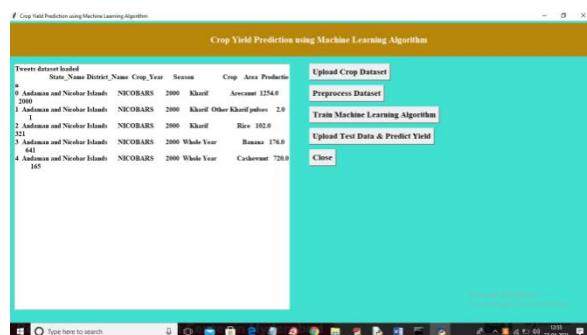 Crop Yield Prediction using Machine Learning Algorithm
Crop Yield Prediction using Machine Learning Algorithm
Tweets dataset loaded
State_Name District_Name Crop_Year Season Crop Area Productio
n
0 Andaman and Nicobar Islands NICOBARS 2000 Kharif Arecanut 1254.0
2000
1 Andaman and Nicobar Islands NICOBARS 2000 Kharif Other Kharif pulses 2.0
1
2 Andaman and Nicobar Islands NICOBARS 2000 Kharif Rice 102.0
321
3 Andaman and Nicobar Islands NICOBARS 2000 Whole Year Banana 176.0
641
4 Andaman and Nicobar Islands NICOBARS 2000 Whole Year Cashewnut 720.0
165
Upload Crop Dataset
Preprocess Dataset
Train Machine Learning Algorithm
Upload Test Data & Predict Yield
Close
Type here to search
12:55